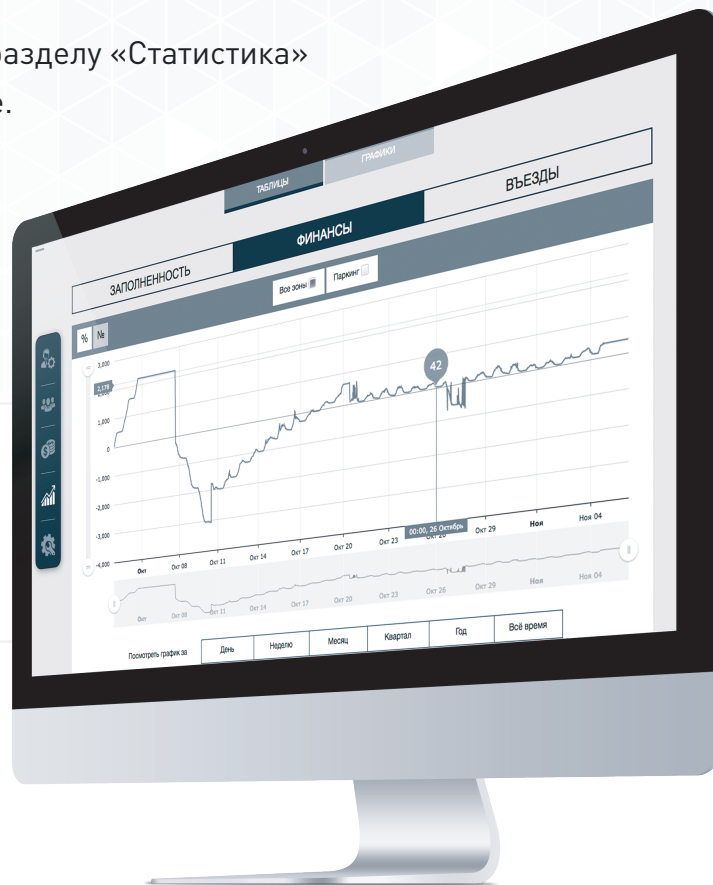 разделу «Статистика»
е.
ТАБЛИЦЫ
ГРАФИКИ
ЗАПОЛНЕННОСТЬ
ФИНАНСЫ
ВЪЕЗДЫ
Все зоны
Паркинг
%
№
3,000
2,178
1,000
0
-1,000
-2,000
-3,000
-4,000
42
00:00, 26 Октябрь
Окт
Окт 08
Окт 11
Окт 14
Окт 17
Окт 20
Окт 23
Окт 29
Ноя
Ноя 04
Окт
Окт 08
Окт 11
Окт 14
Окт 17
Окт 20
Окт 23
Окт 26
Окт 29
Ноя
Ноя 04
Посмотреть график за
День
Неделю
Месяц
Квартал
Год
Всё время